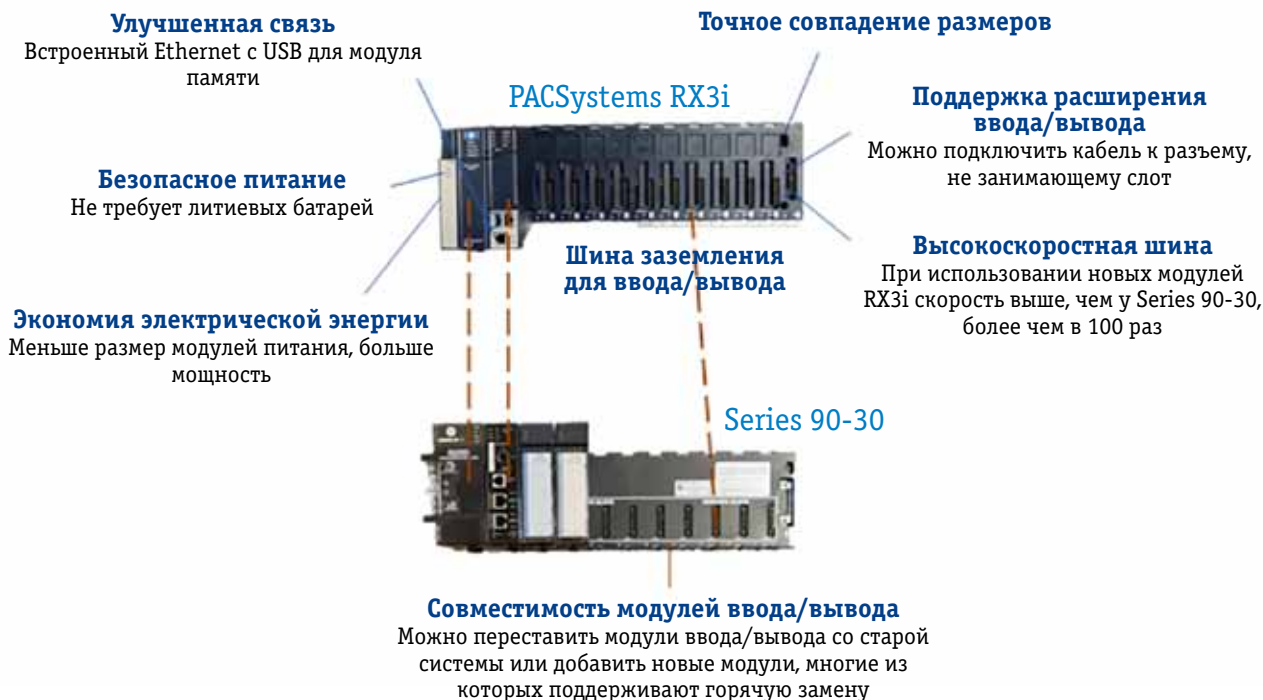 Улучшенная связь
Встроенный Ethernet с USB для модуля
памяти
Точное совпадение размеров
PACSystems RX3i
Поддержка расширения
ввода/вывода
Можно подключить кабель к разъему,
не занимающему слот
Безопасное питание
Не требует литиевых батарей
Шина заземления
для ввода/вывода
Высокоскоростная шина
При использовании новых модулей
RX3i скорость выше, чем у Series 90-30,
более чем в 100 раз
Экономия электрической энергии
Меньше размер модулей питания, больше
мощность
Series 90-30
Совместимость модулей ввода/вывода
Можно переставить модули ввода/вывода со старой
системы или добавить новые модули, многие из
которых поддерживают горячую замену